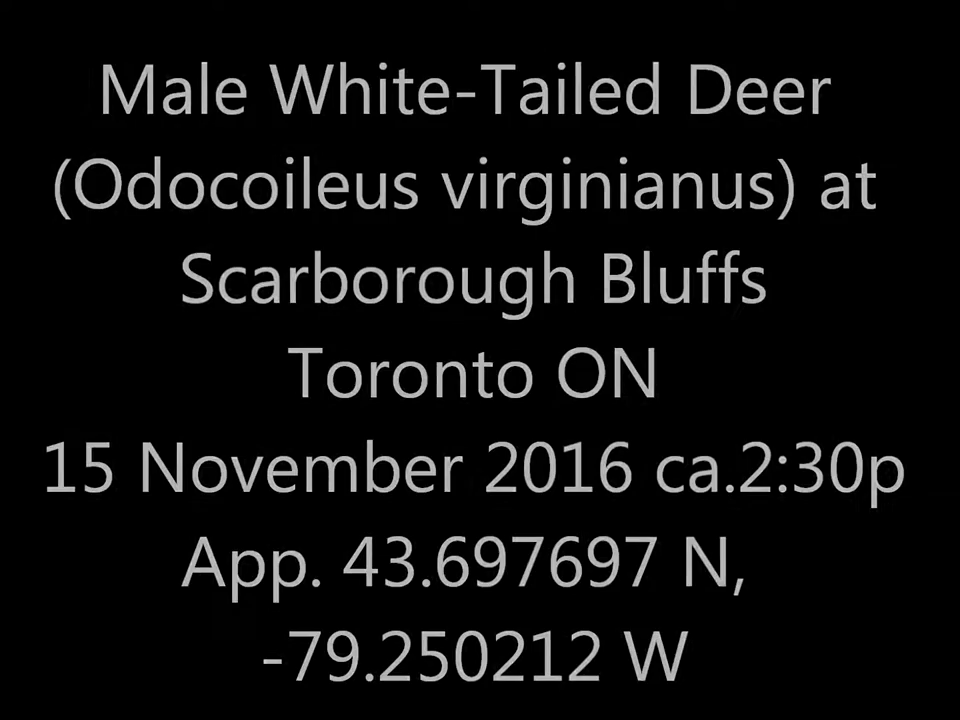 Male White-Tailed Deer
(Odocoileus virginianus) at
Scarborough Bluffs
Toronto ON
15 November 2016 ca.2:30p
App. 43.697697 N,
-79.250212 W